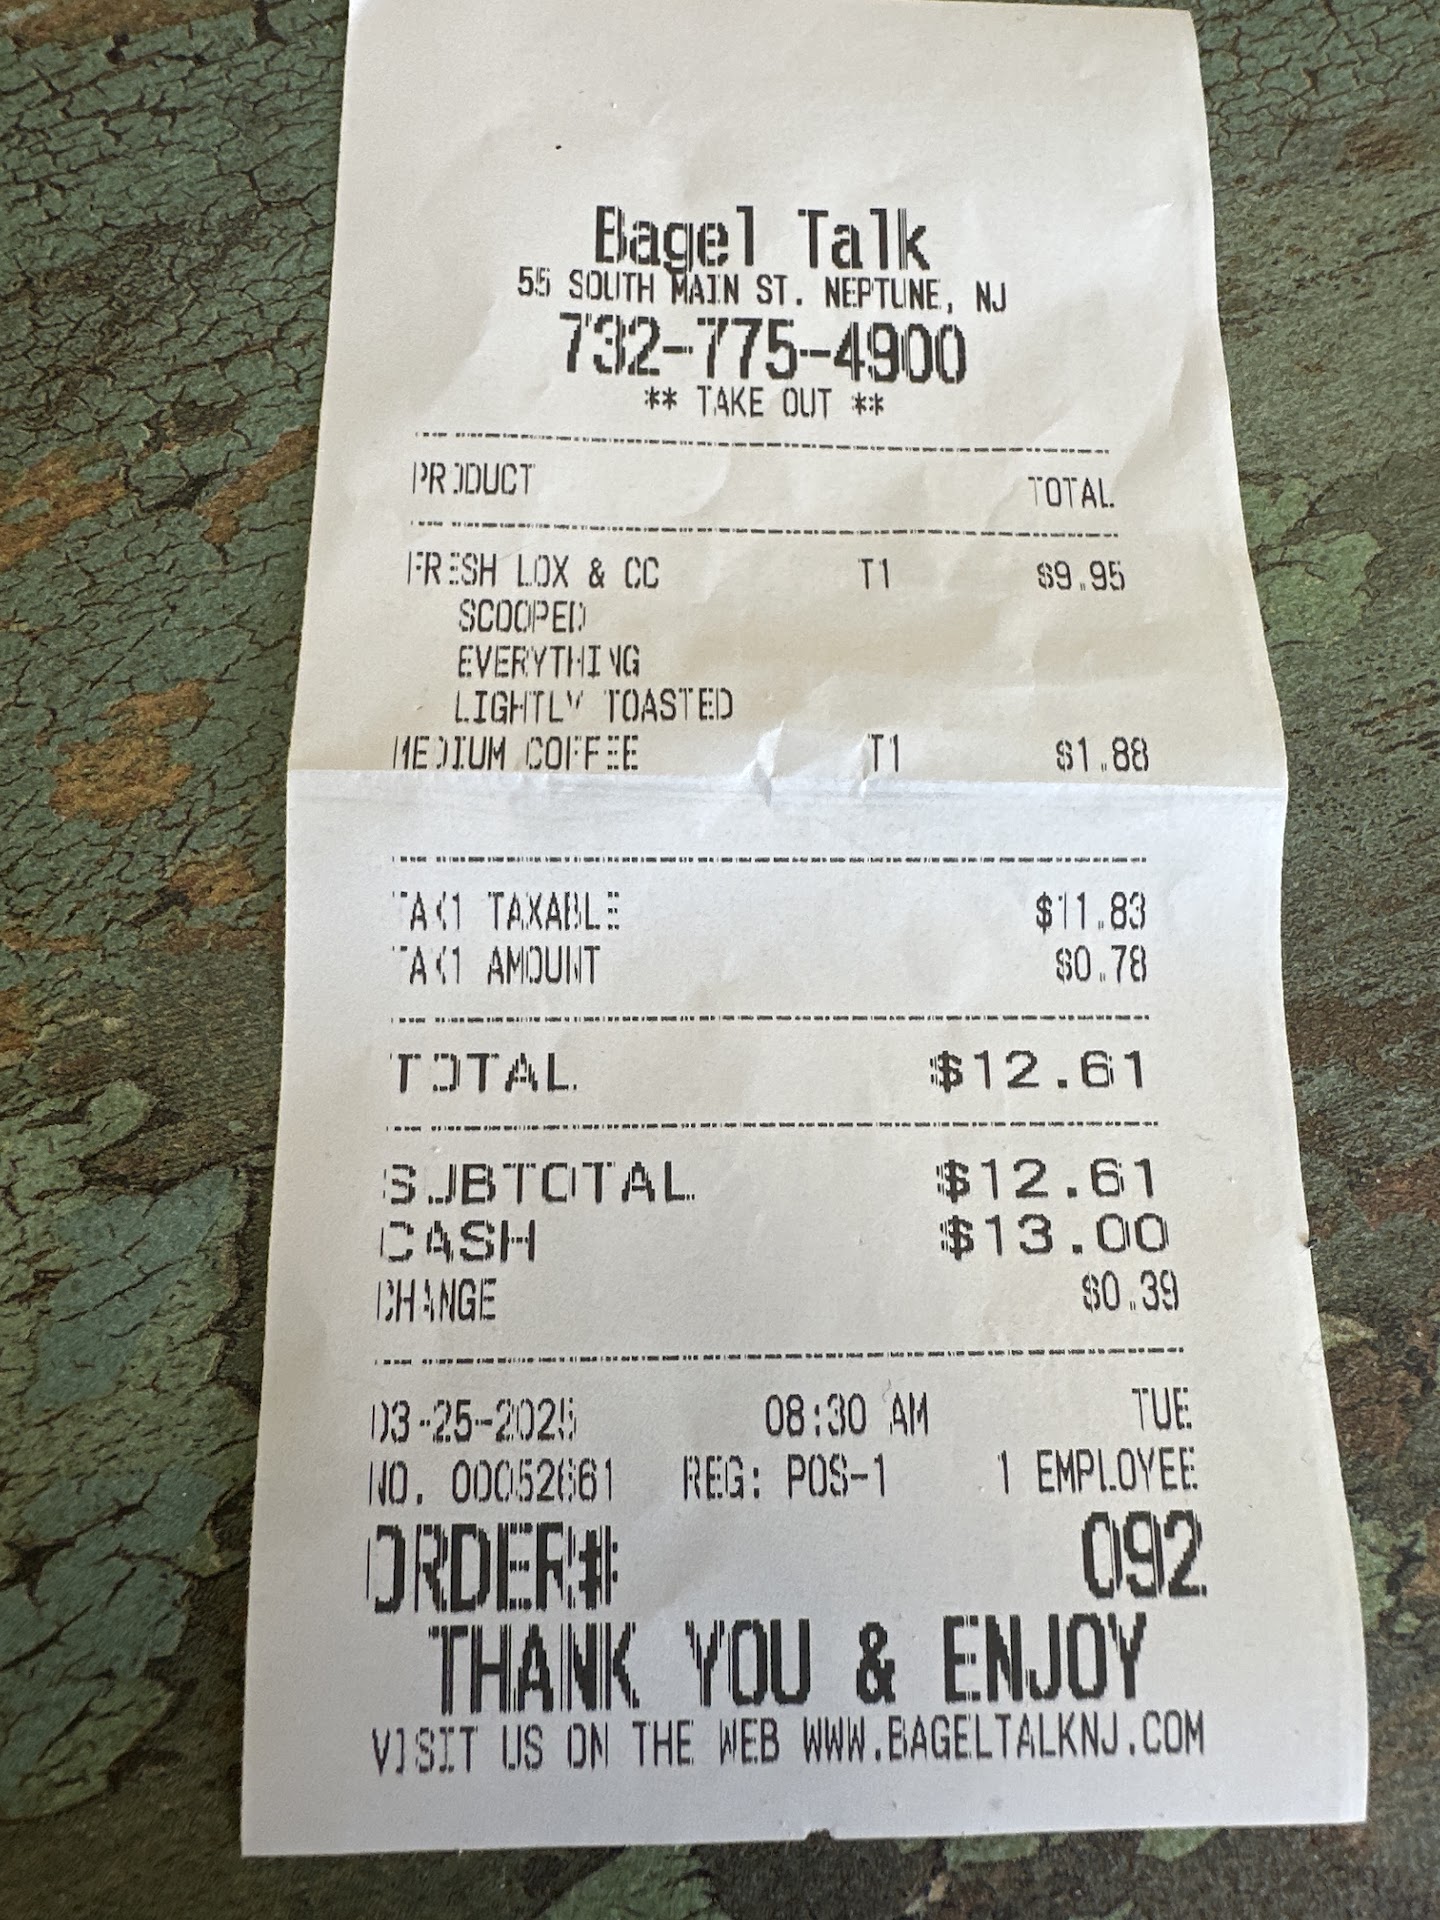 Bagel Talk
55 SOUTH MAIN ST. NEPTUNE, NJ
732-775-4900
** TAKE OUT **
PRODUCT TOTAL
FRESH LOX & CC T1 $9.95
SCOOPED
EVERYTHING
LIGHTLY TOASTED
MEDIUM COFFEE T1 $1.88
TAX1 TAXABLE $11.83
TAX1 AMOUNT $0.78
TOTAL $12.61
SUBTOTAL $12.61
CASH $13.00
CHANGE $0.39
03-25-2025 08:30 AM TUE
NO. 00052661 REG: POS-1 1 EMPLOYEE
ORDER# 092
THANK YOU & ENJOY
VISIT US ON THE WEB WWW.BAGELTALKNJ.COM